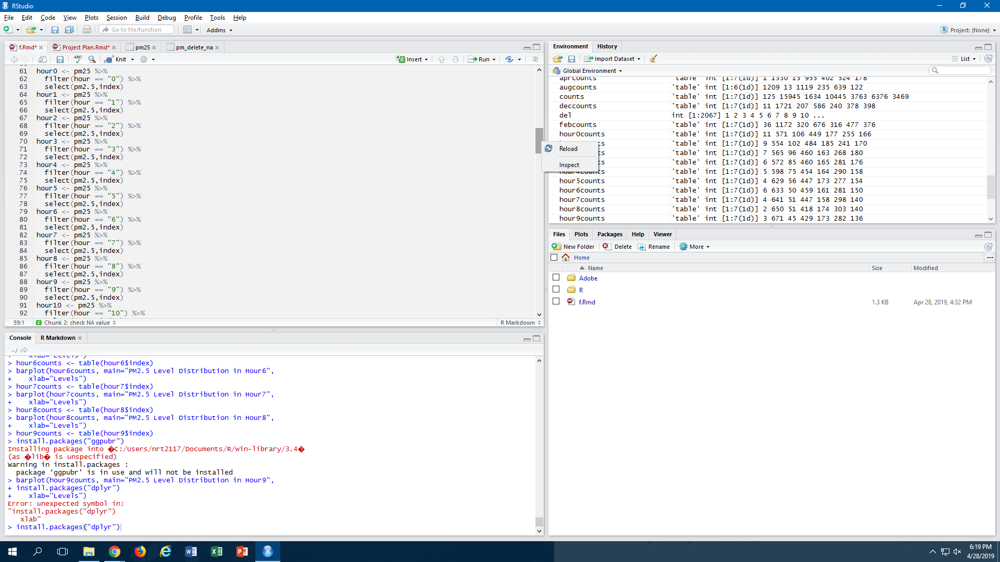 RStudio
File Edit Code View Plots Session Build Debug Profile Tools Help
Go to file/function Addins Project: (None)
f.Rmd* Project Plan.Rmd* pm25 pm_delete_na
ABC Knit Insert Run
61 hour0 <- pm25 %>%
62 filter(hour == "0") %>%
63 select(pm2.5,index)
64 hour1 <- pm25 %>%
65 filter(hour == "1") %>%
66 select(pm2.5,index)
67 hour2 <- pm25 %>%
68 filter(hour == "2") %>%
69 select(pm2.5,index)
70 hour3 <- pm25 %>%
71 filter(hour == "3") %>%
72 select(pm2.5,index)
73 hour4 <- pm25 %>%
74 filter(hour == "4") %>%
75 select(pm2.5,index)
76 hour5 <- pm25 %>%
77 filter(hour == "5") %>%
78 select(pm2.5,index)
79 hour6 <- pm25 %>%
80 filter(hour == "6") %>%
81 select(pm2.5,index)
82 hour7 <- pm25 %>%
83 filter(hour == "7") %>%
84 select(pm2.5,index)
85 hour8 <- pm25 %>%
86 filter(hour == "8") %>%
87 select(pm2.5,index)
88 hour9 <- pm25 %>%
89 filter(hour == "9") %>%
90 select(pm2.5,index)
91 hour10 <- pm25 %>%
92 filter(hour == "10") %>%
59:1 Chunk 2: check NA value R Markdown
Console R Markdown
~/
+ xlab="Levels")
> hour6counts <- table(hour6$index)
> barplot(hour6counts, main="PM2.5 Level Distribution in Hour6",
+ xlab="Levels")
> hour7counts <- table(hour7$index)
> barplot(hour7counts, main="PM2.5 Level Distribution in Hour7",
+ xlab="Levels")
> hour8counts <- table(hour8$index)
> barplot(hour8counts, main="PM2.5 Level Distribution in Hour8",
+ xlab="Levels")
> hour9counts <- table(hour9$index)
> install.packages("ggpubr")
Installing package into �C:/Users/nrt2117/Documents/R/win-library/3.4�
(as �lib� is unspecified)
Warning in install.packages :
package ‘ggpubr’ is in use and will not be installed
> barplot(hour9counts, main="PM2.5 Level Distribution in Hour9",
+ install.packages("dplyr")
+ xlab="Levels")
Error: unexpected symbol in:
"install.packages("dplyr")
xlab"
> install.packages("dplyr")
Environment History
Import Dataset List
Global Environment
aprcounts 'table' int [1:7(1d)] 1 1330 15 955 402 524 178
augcounts 'table' int [1:6(1d)] 1209 13 1119 235 639 122
counts 'table' int [1:7(1d)] 125 15945 1634 10445 3763 6376 3469
deccounts 'table' int [1:7(1d)] 11 1721 207 586 240 378 398
del int [1:2067] 1 2 3 4 5 6 7 8 9 10 ...
febcounts 'table' int [1:7(1d)] 36 1172 320 676 316 477 376
hour0counts 'table' int [1:7(1d)] 11 571 106 449 177 255 166
ts 'table' int [1:7(1d)] 9 554 102 484 185 241 170
ts 'table' int [1:7(1d)] 7 565 96 460 163 268 180
ts 'table' int [1:7(1d)] 6 572 85 460 165 281 176
hour4counts 'table' int [1:7(1d)] 5 598 75 454 164 290 158
hour5counts 'table' int [1:7(1d)] 4 629 56 447 173 277 154
hour6counts 'table' int [1:7(1d)] 6 633 50 459 161 281 150
hour7counts 'table' int [1:7(1d)] 4 641 51 447 158 298 140
hour8counts 'table' int [1:7(1d)] 2 650 51 418 174 303 140
hour9counts 'table' int [1:7(1d)] 3 671 45 429 173 282 136
Reload
Inspect
Files Plots Packages Help Viewer
New Folder Delete Rename More
Home ...
Name Size Modified
Adobe
R
f.Rmd 1.3 KB Apr 28, 2019, 4:32 PM
6:19 PM
4/28/2019